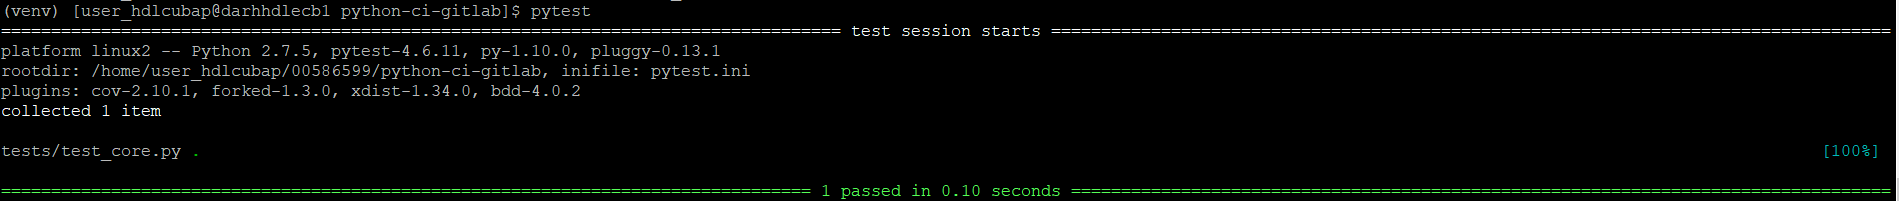 (venv) [user_hdlcubap@darhhdlecb1 python-ci-gitlab]$ pytest
==================================================================================== test session starts ====================================================================================
platform linux2 -- Python 2.7.5, pytest-4.6.11, py-1.10.0, pluggy-0.13.1
rootdir: /home/user_hdlcubap/00586599/python-ci-gitlab, inifile: pytest.ini
plugins: cov-2.10.1, forked-1.3.0, xdist-1.34.0, bdd-4.0.2
collected 1 item
tests/test_core.py . [100%]
================================================================================= 1 passed in 0.10 seconds ==================================================================================